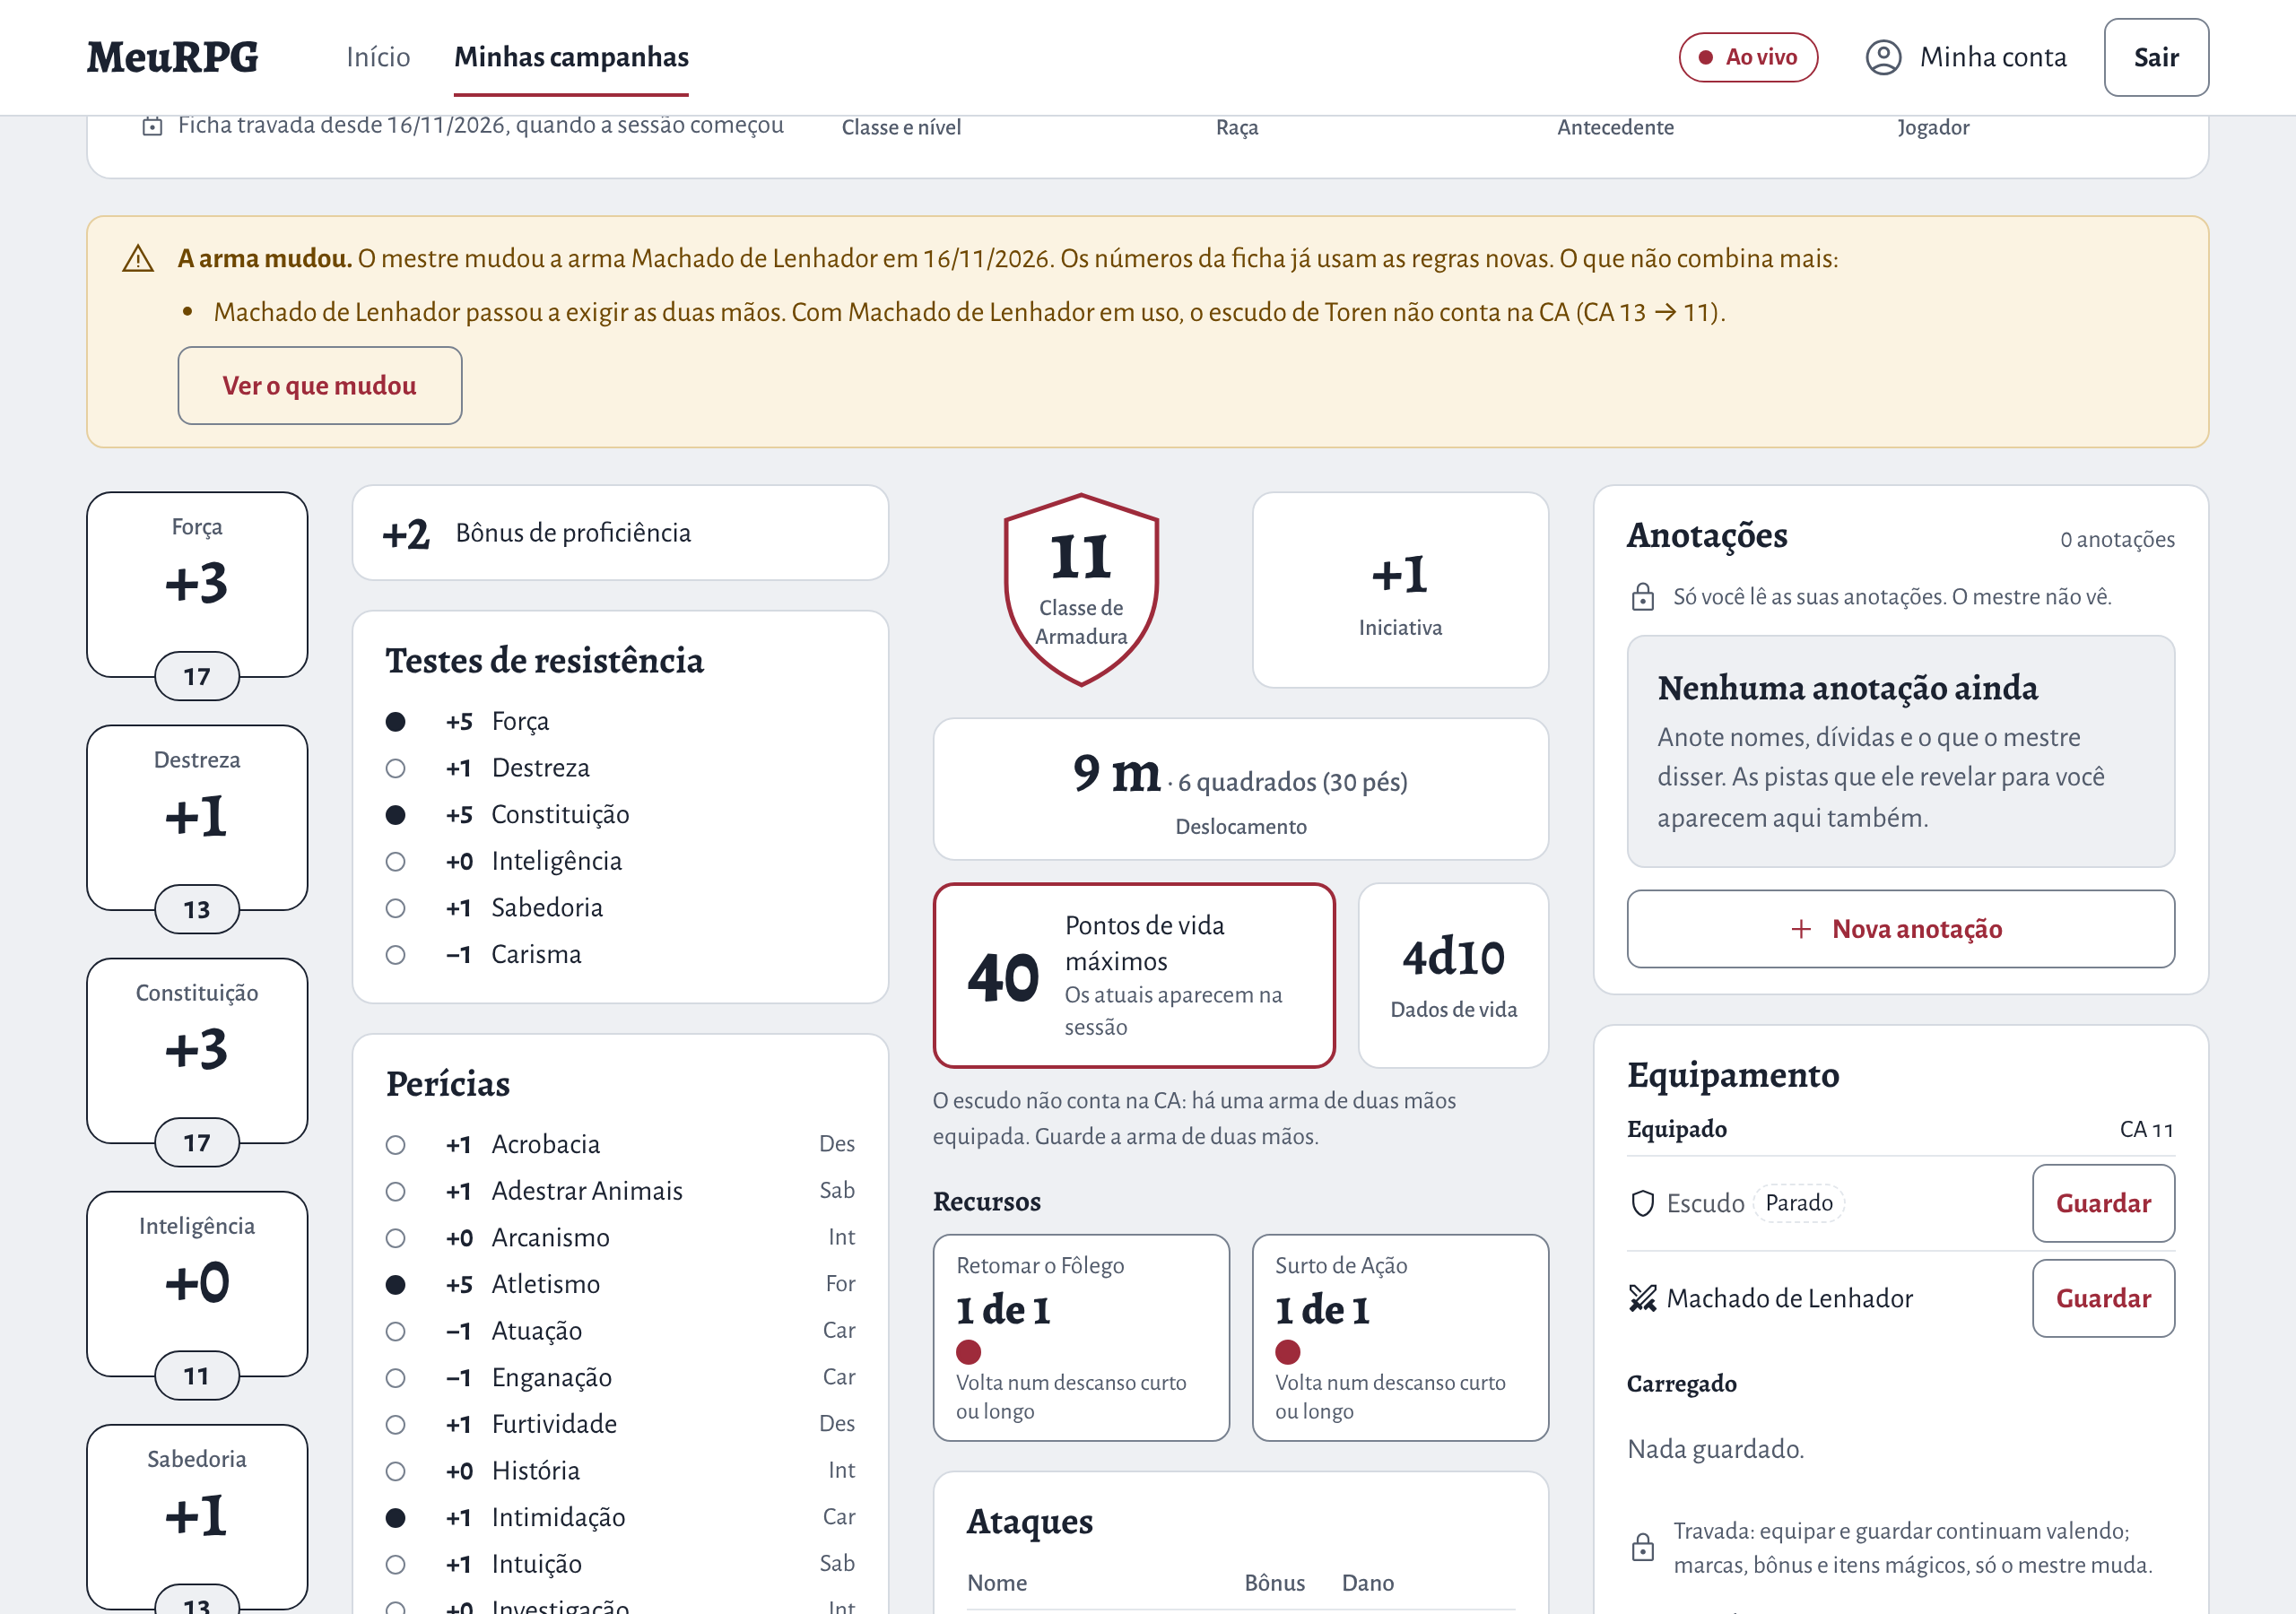 MeuRPG
Início
Minhas campanhas
Ao vivo
Minha conta
Sair
Ficha travada desde 16/11/2026, quando a sessão começou
Classe e nível
Raça
Antecedente
Jogador
A arma mudou. O mestre mudou a arma Machado de Lenhador em 16/11/2026. Os números da ficha já usam as regras novas. O que não combina mais:
• Machado de Lenhador passou a exigir as duas mãos. Com Machado de Lenhador em uso, o escudo de Toren não conta na CA (CA 13 → 11).
Ver o que mudou
Força
+3
17
Destreza
+1
13
Constituição
+3
17
Inteligência
+0
11
Sabedoria
+1
13
+2 Bônus de proficiência
Testes de resistência
+5 Força
+1 Destreza
+5 Constituição
+0 Inteligência
+1 Sabedoria
−1 Carisma
Perícias
+1 Acrobacia Des
+1 Adestrar Animais Sab
+0 Arcanismo Int
+5 Atletismo For
−1 Atuação Car
−1 Enganação Car
+1 Furtividade Des
+0 História Int
+1 Intimidação Car
+1 Intuição Sab
+0 Investigação Int
11
Classe de
Armadura
+1
Iniciativa
9 m · 6 quadrados (30 pés)
Deslocamento
40
Pontos de vida
máximos
Os atuais aparecem na
sessão
4d10
Dados de vida
O escudo não conta na CA: há uma arma de duas mãos
equipada. Guarde a arma de duas mãos.
Recursos
Retomar o Fôlego
1 de 1
Volta num descanso curto
ou longo
Surto de Ação
1 de 1
Volta num descanso curto
ou longo
Ataques
Nome Bônus Dano
Anotações
0 anotações
Só você lê as suas anotações. O mestre não vê.
Nenhuma anotação ainda
Anote nomes, dívidas e o que o mestre
disser. As pistas que ele revelar para você
aparecem aqui também.
+ Nova anotação
Equipamento
Equipado CA 11
Escudo Parado Guardar
Machado de Lenhador Guardar
Carregado
Nada guardado.
Travada: equipar e guardar continuam valendo;
marcas, bônus e itens mágicos, só o mestre muda.